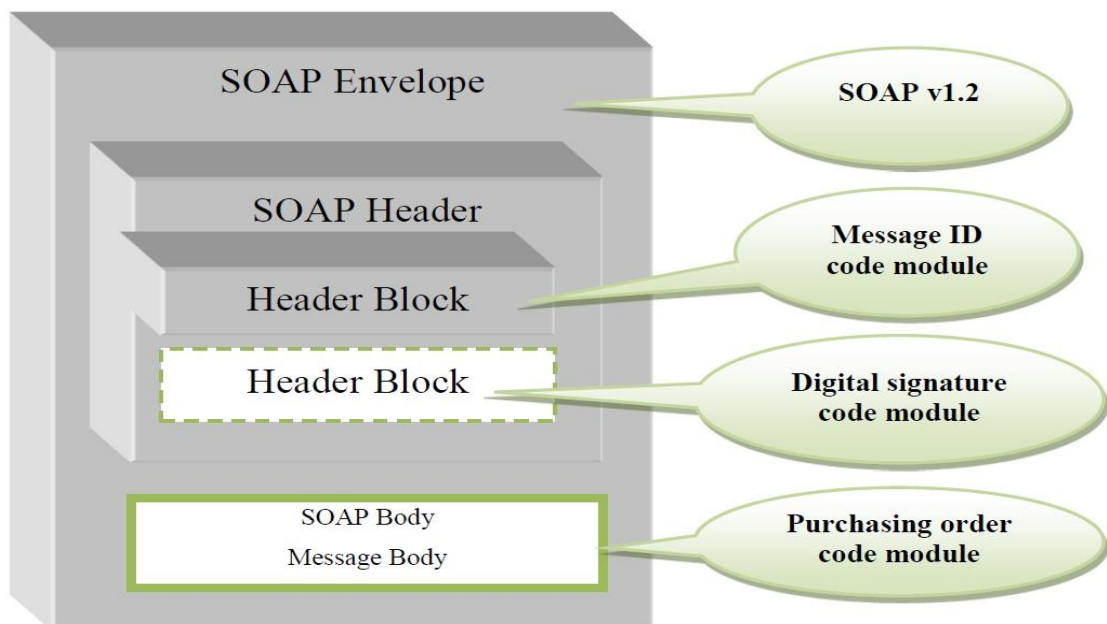 SOAP Envelope
SOAP v1.2
SOAP Header
Message ID
code module
Header Block
Header Block
Digital signature
code module
SOAP Body
Message Body
Purchasing order
code module